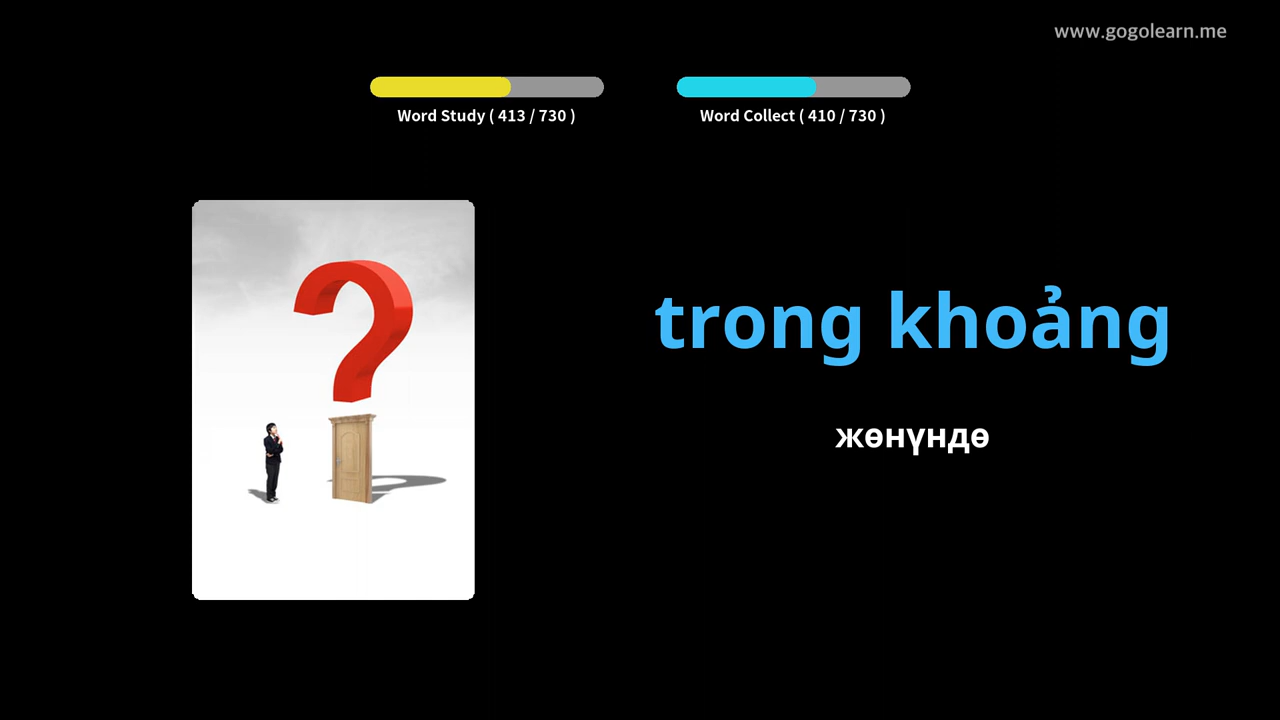 www.gogolearn.me
Word Study ( 413 / 730 )
Word Collect ( 410 / 730 )
trong khoảng
жөнүндө